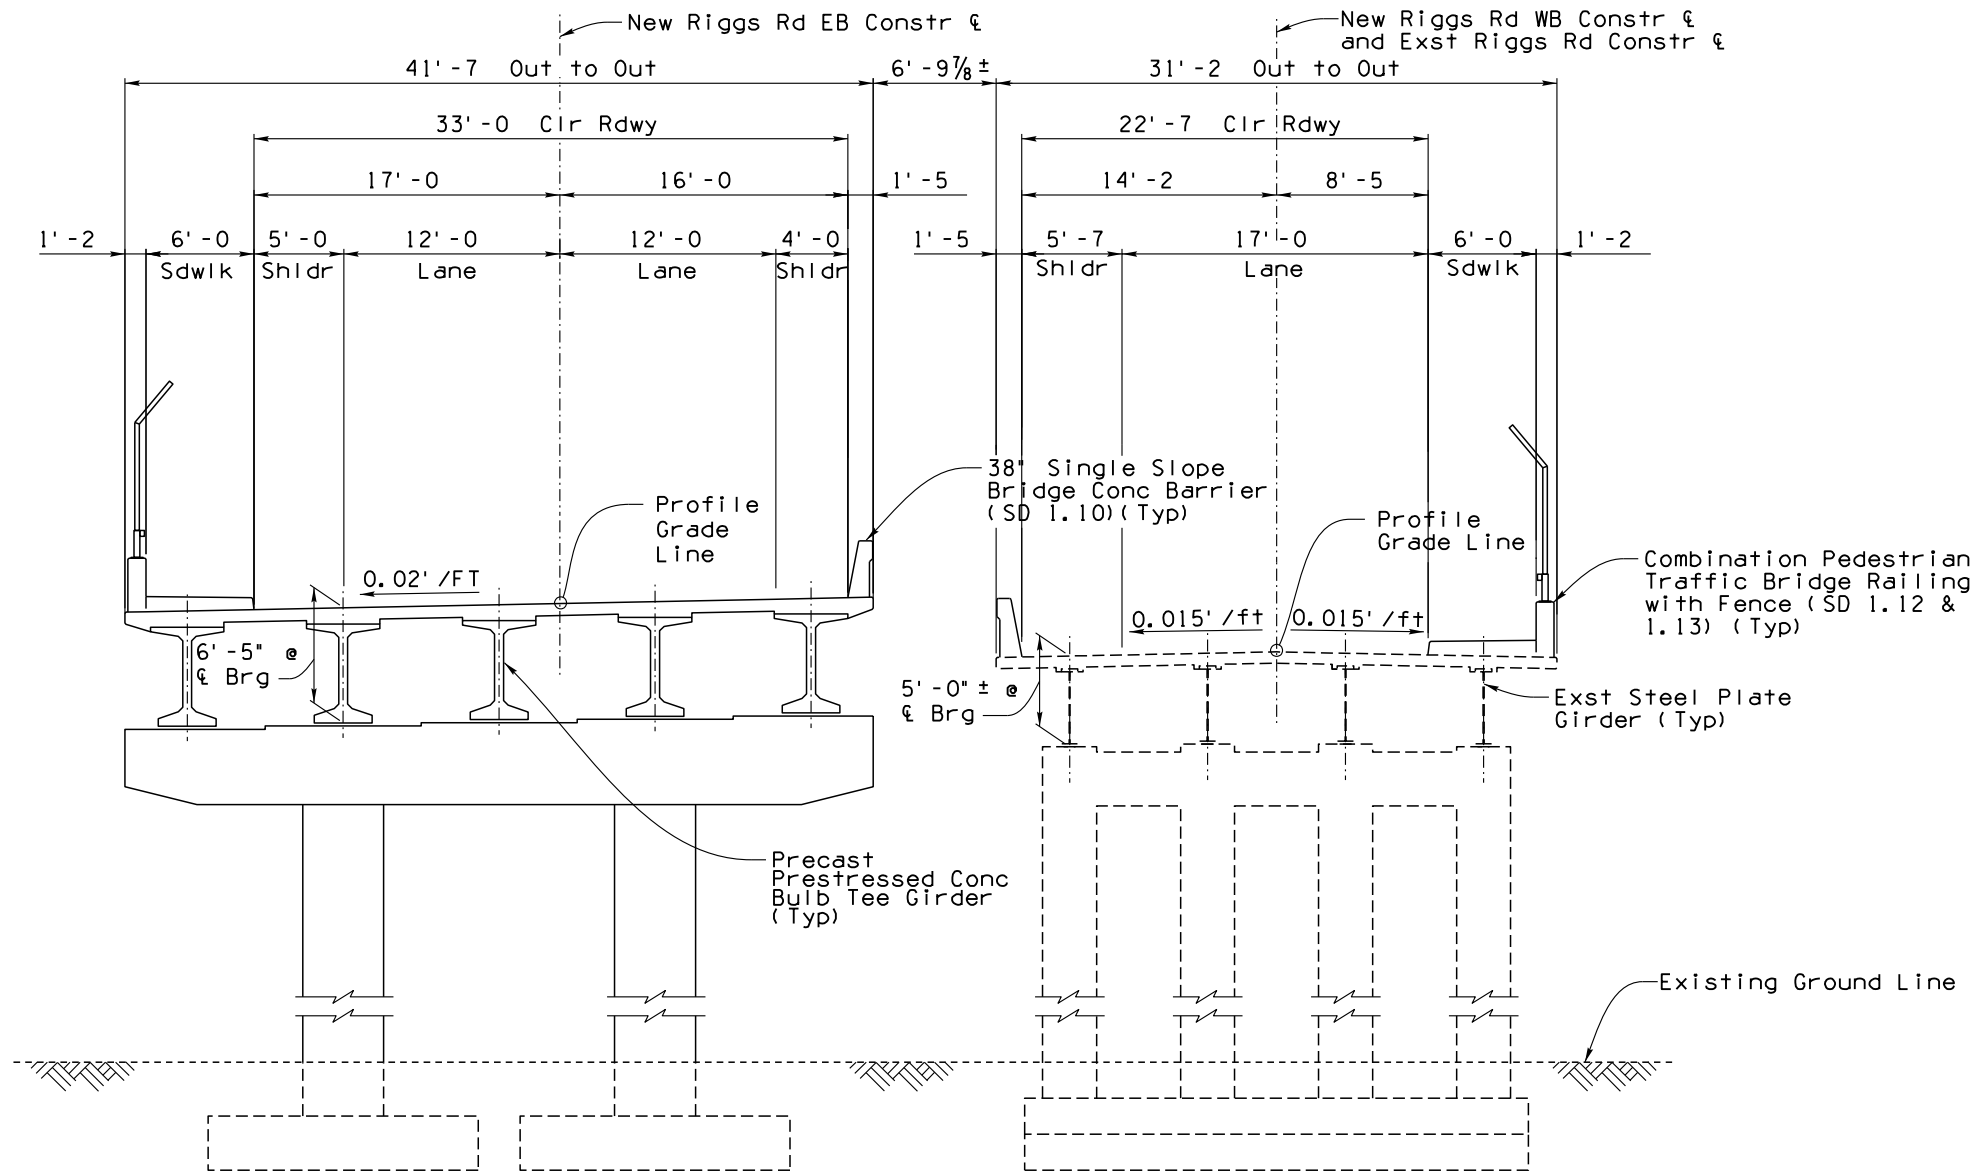 New Riggs Rd EB Constr ℄
New Riggs Rd WB Constr ℄
and Exst Riggs Rd Constr ℄
41'-7 Out to Out
6'-9⅞ ±
31'-2 Out to Out
33'-0 Clr Rdwy
22'-7 Clr Rdwy
17'-0
16'-0
1'-5
14'-2
8'-5
1'-2
6'-0
5'-0
12'-0
12'-0
4'-0
1'-5
5'-7
17'-0
6'-0
1'-2
Sdwlk
Shldr
Lane
Lane
Shldr
Shldr
Lane
Sdwlk
38" Single Slope
Bridge Conc Barrier
(SD 1.10)(Typ)
Profile
Grade
Line
Profile
Grade Line
Combination Pedestrian
Traffic Bridge Railing
with Fence (SD 1.12 &
1.13) (Typ)
0.02'/FT
0.015'/ft
0.015'/ft
6'-5" @
℄ Brg
5'-0" ± @
℄ Brg
Exst Steel Plate
Girder (Typ)
Precast
Prestressed Conc
Bulb Tee Girder
(Typ)
Existing Ground Line